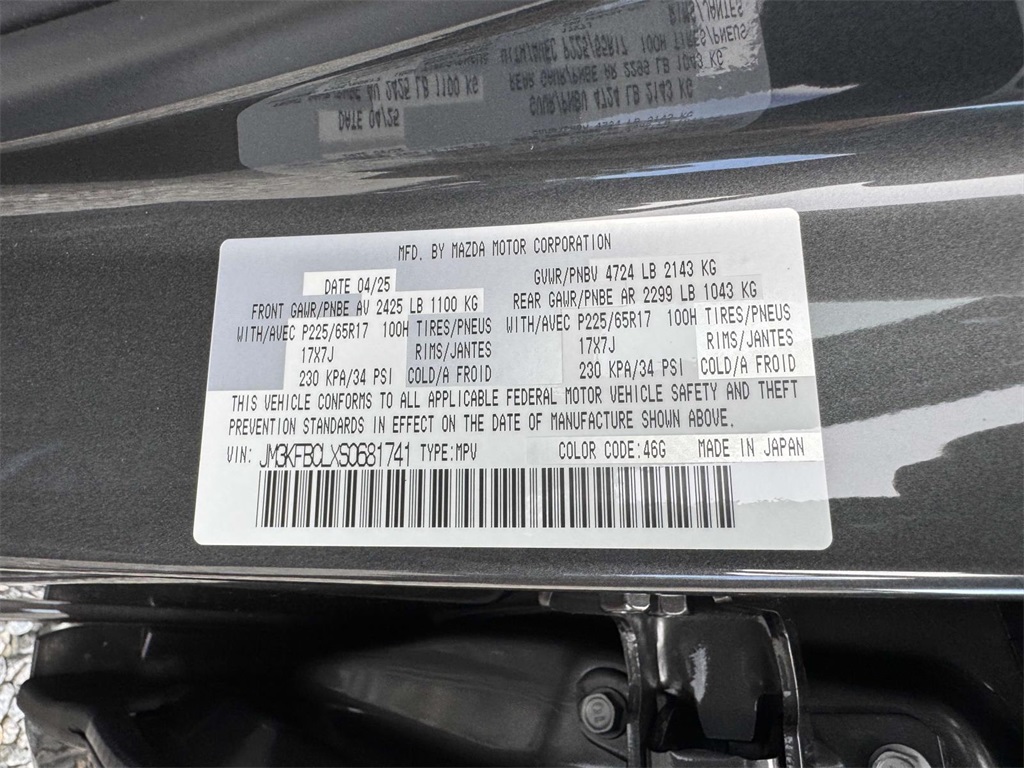 MFD. BY MAZDA MOTOR CORPORATION
DATE 04/25
GVWR/PNBV 4724 LB 2143 KG
FRONT GAWR/PNBE AV 2425 LB 1100 KG
REAR GAWR/PNBE AR 2299 LB 1043 KG
WITH/AVEC P225/65R17 100H TIRES/PNEUS
WITH/AVEC P225/65R17 100H TIRES/PNEUS
17X7J RIMS/JANTES
17X7J RIMS/JANTES
230 KPA/34 PSI COLD/A FROID
230 KPA/34 PSI COLD/A FROID
THIS VEHICLE CONFORMS TO ALL APPLICABLE FEDERAL MOTOR VEHICLE SAFETY AND THEFT
PREVENTION STANDARDS IN EFFECT ON THE DATE OF MANUFACTURE SHOWN ABOVE.
VIN: JM3KFBCLXS0681741 TYPE:MPV COLOR CODE:46G MADE IN JAPAN